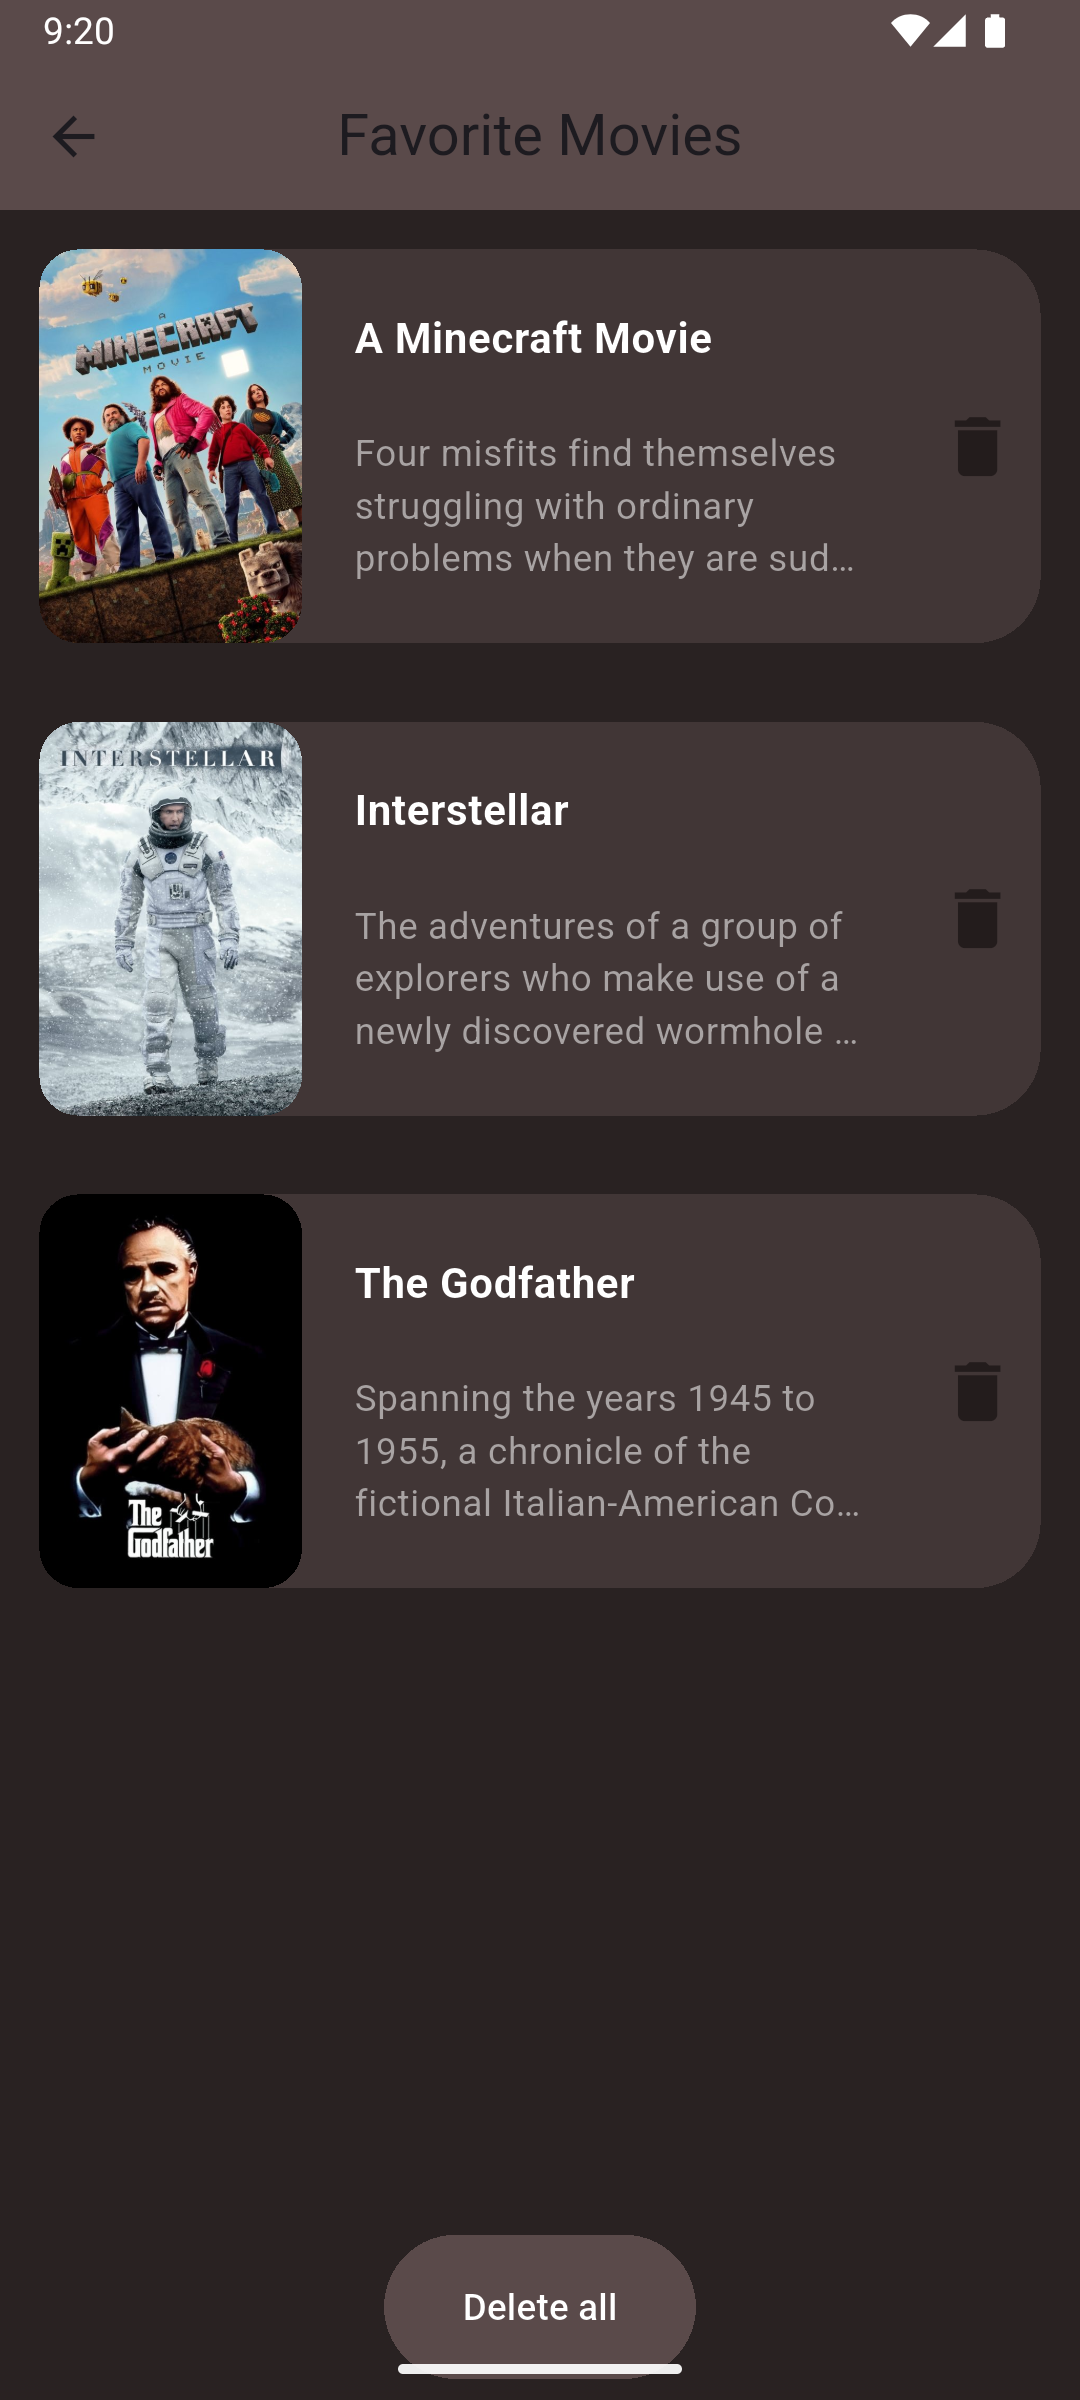 9:20
Favorite Movies
A
MINECRAFT
MOVIE
A Minecraft Movie
Four misfits find themselves
struggling with ordinary
problems when they are sud…
INTERSTELLAR
Interstellar
The adventures of a group of
explorers who make use of a
newly discovered wormhole …
The
Godfather
The Godfather
Spanning the years 1945 to
1955, a chronicle of the
fictional Italian-American Co…
Delete all